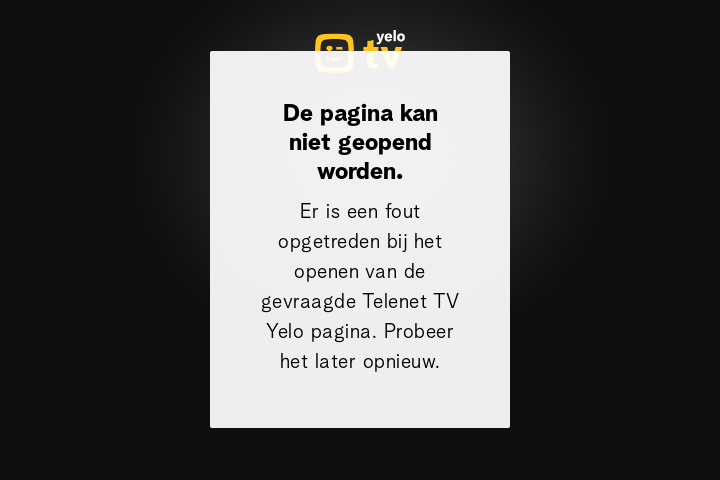 yelo
tv
De pagina kan
niet geopend
worden.
Er is een fout
opgetreden bij het
openen van de
gevraagde Telenet TV
Yelo pagina. Probeer
het later opnieuw.